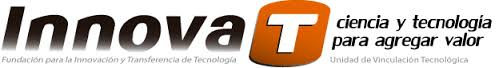 Innova T
ciencia y tecnología
para agregar valor
Fundación para la Innovación y Transferencia de Tecnología
Unidad de Vinculación Tecnológica